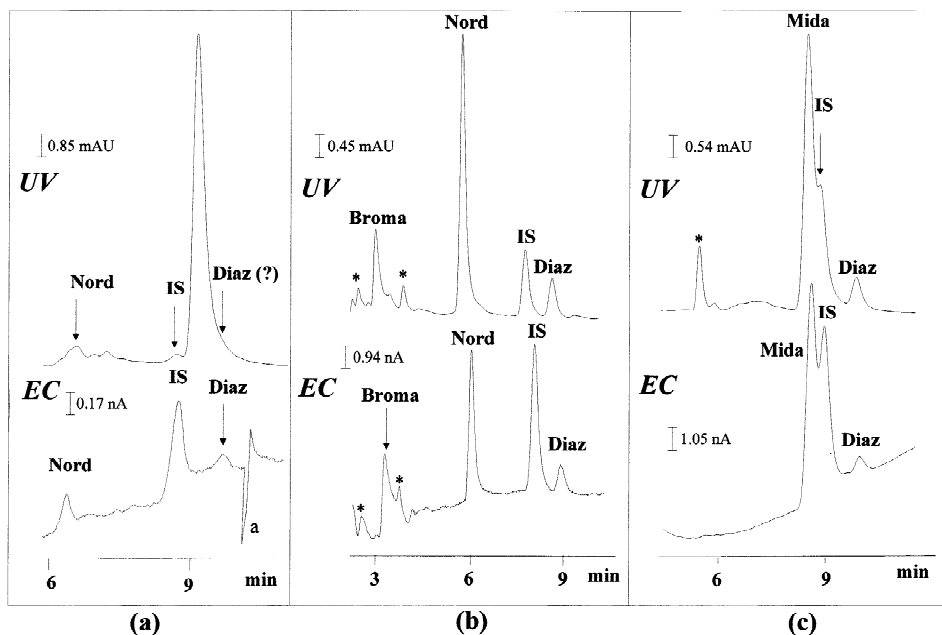 0.85 mAU
UV
Nord
IS
Diaz (?)
EC
0.17 nA
IS
Diaz
Nord
a
6
9
min
(a)
Nord
0.45 mAU
UV
Broma
*
*
IS
Diaz
0.94 nA
EC
Broma
*
*
Nord
IS
Diaz
3
6
9
min
(b)
Mida
IS
0.54 mAU
UV
*
Diaz
IS
Mida
EC
1.05 nA
Diaz
6
9
min
(c)